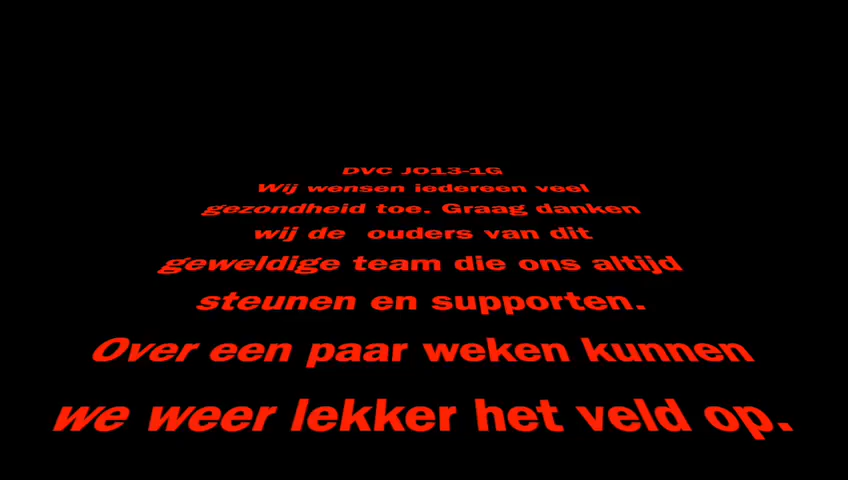 DVC JO13-1G
Wij wensen iedereen veel
gezondheid toe. Graag danken
wij de  ouders van dit
geweldige team die ons altijd
steunen en supporten.
Over een paar weken kunnen
we weer lekker het veld op.